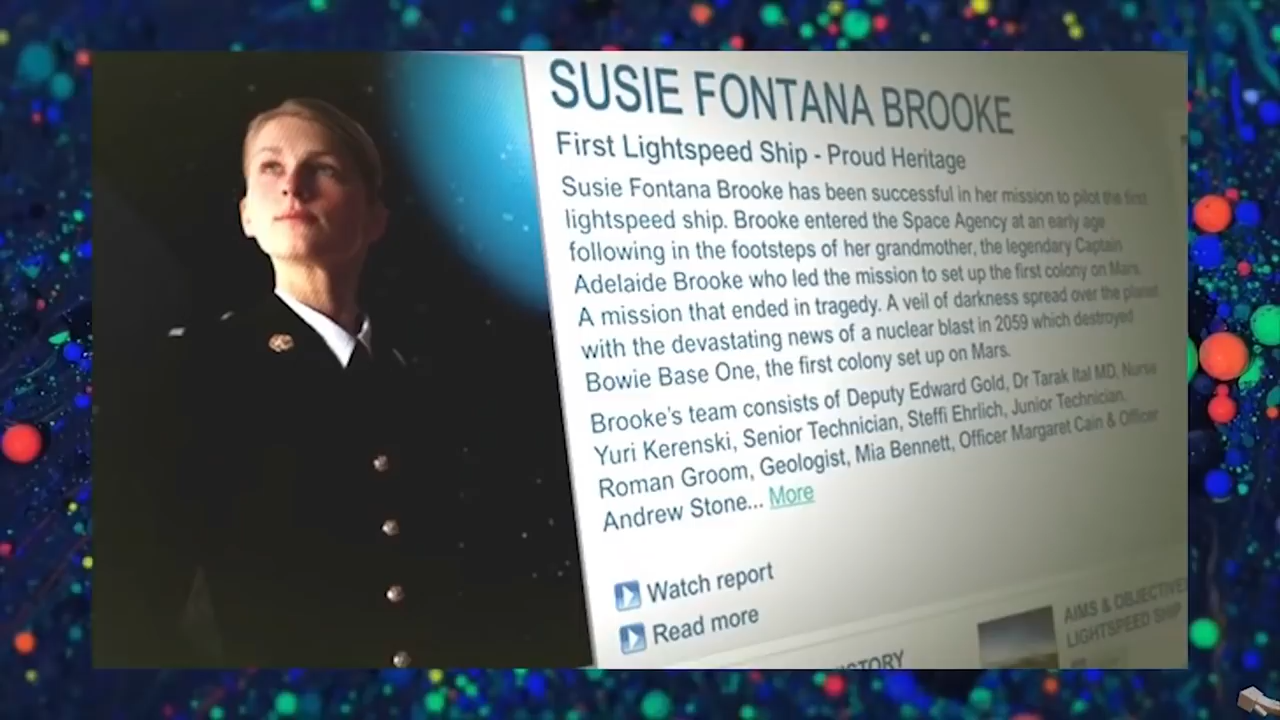 SUSIE FONTANA BROOKE
First Lightspeed Ship - Proud Heritage
Susie Fontana Brooke has been successful in her mission to pilot the first
lightspeed ship. Brooke entered the Space Agency at an early age
following in the footsteps of her grandmother, the legendary Captain
Adelaide Brooke who led the mission to set up the first colony on Mars.
A mission that ended in tragedy. A veil of darkness spread over the planet
with the devastating news of a nuclear blast in 2059 which destroyed
Bowie Base One, the first colony set up on Mars.
Brooke's team consists of Deputy Edward Gold, Dr Tarak Ital MD, Nurse
Yuri Kerenski, Senior Technician, Steffi Ehrlich, Junior Technician,
Roman Groom, Geologist, Mia Bennett, Officer Margaret Cain & Officer
Andrew Stone... More
Watch report
Read more
AIMS & OBJECTIVES
LIGHTSPEED SHIP